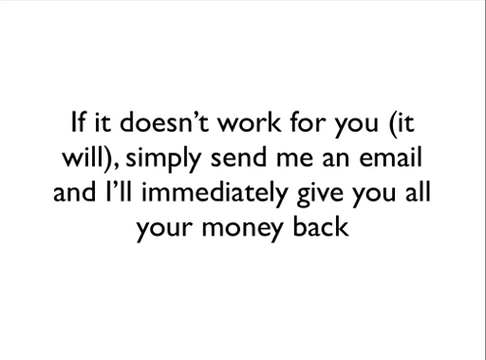 If it doesn’t work for you (it
will), simply send me an email
and I’ll immediately give you all
your money back